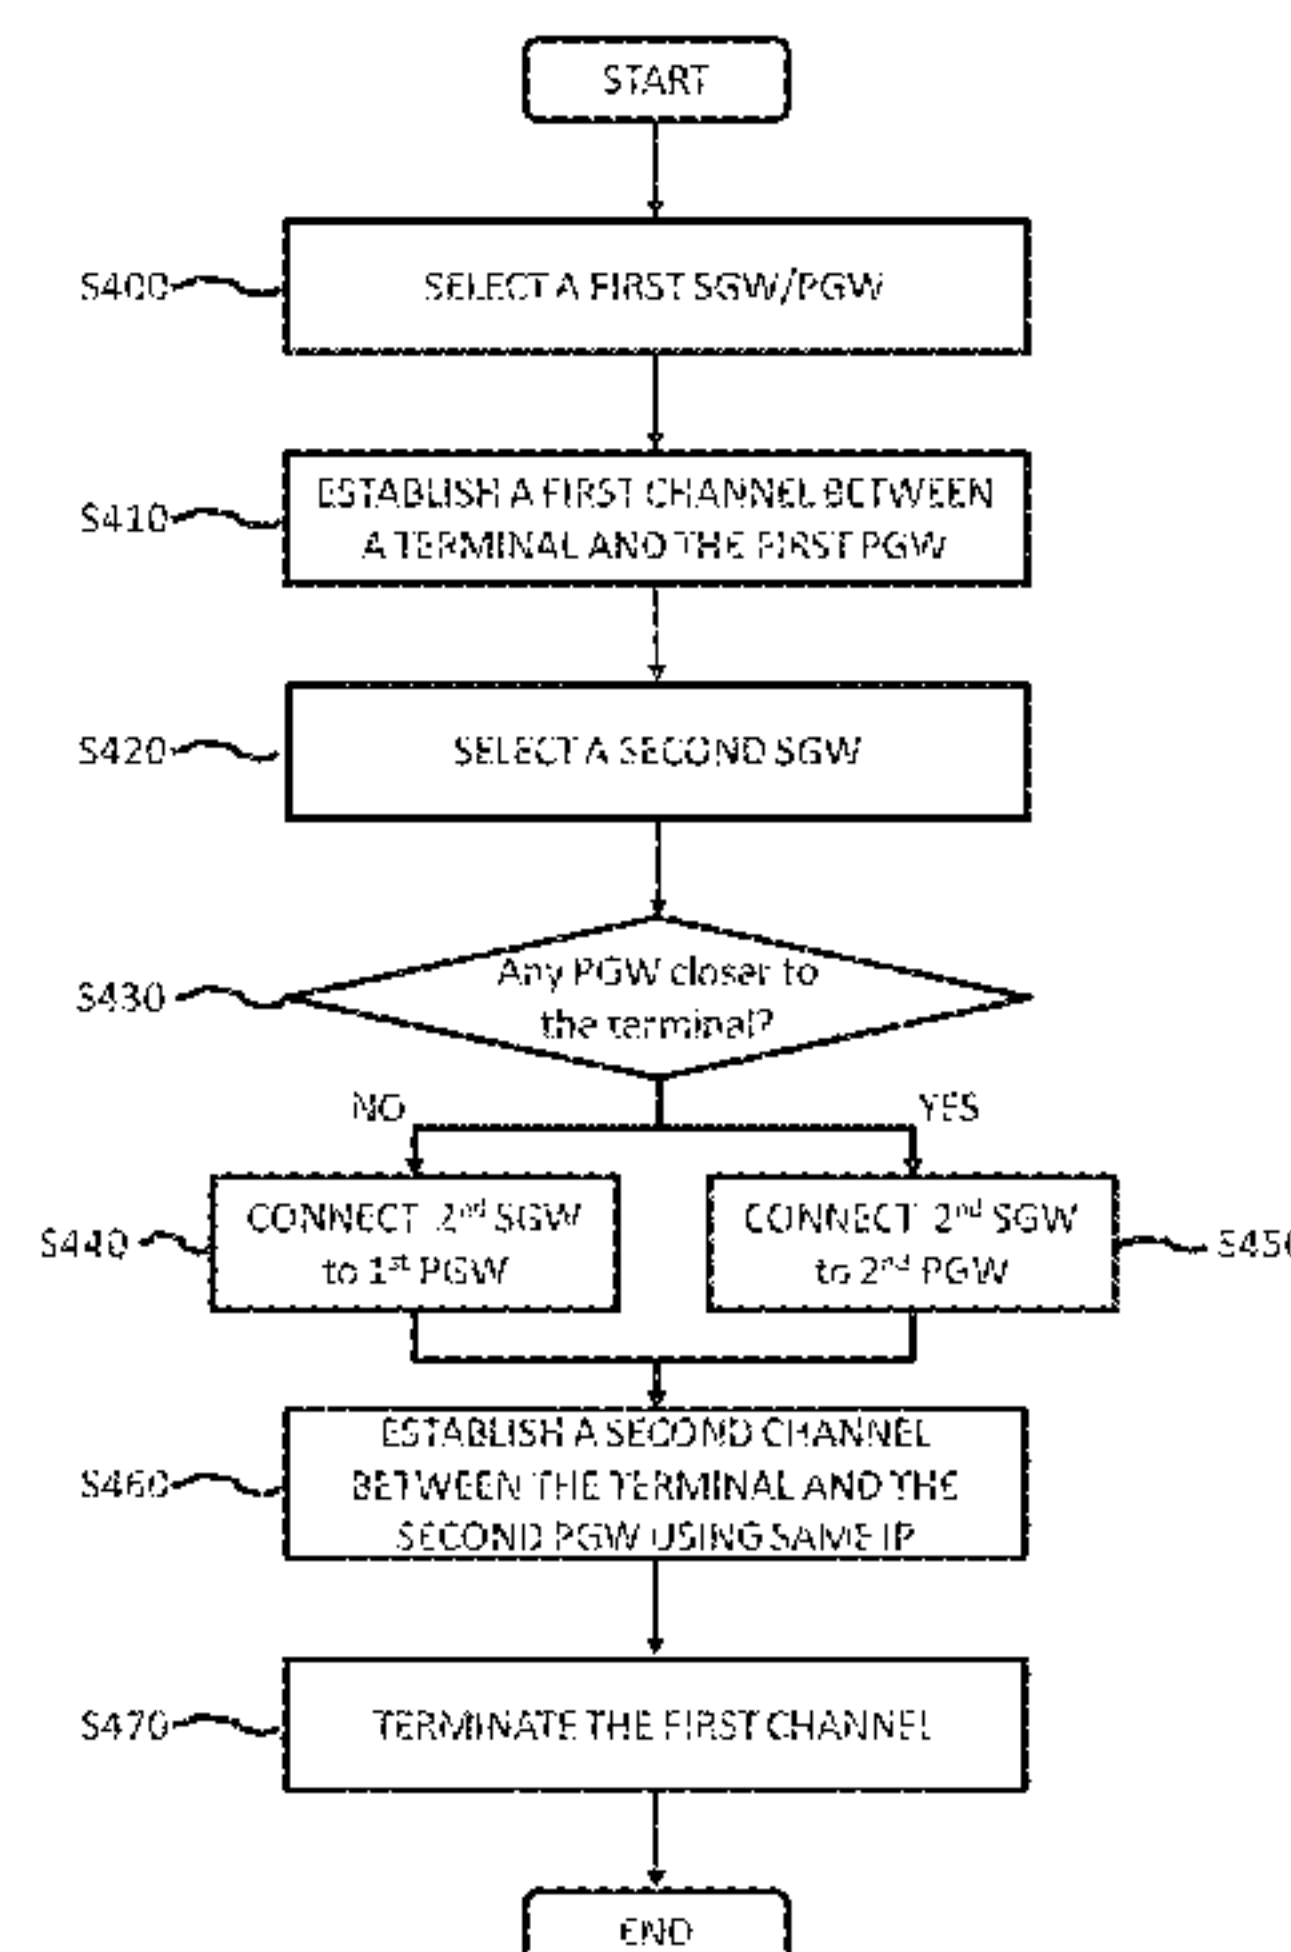 START
S400
SELECT A FIRST SGW/PGW
S410
ESTABLISH A FIRST CHANNEL BETWEEN
A TERMINAL AND THE FIRST PGW
S420
SELECT A SECOND SGW
S430
Any PGW closer to
the terminal?
NO
YES
S440
CONNECT 2nd SGW
to 1st PGW
CONNECT 2nd SGW
to 2nd PGW
S450
S460
ESTABLISH A SECOND CHANNEL
BETWEEN THE TERMINAL AND THE
SECOND PGW USING SAME IP
S470
TERMINATE THE FIRST CHANNEL
END